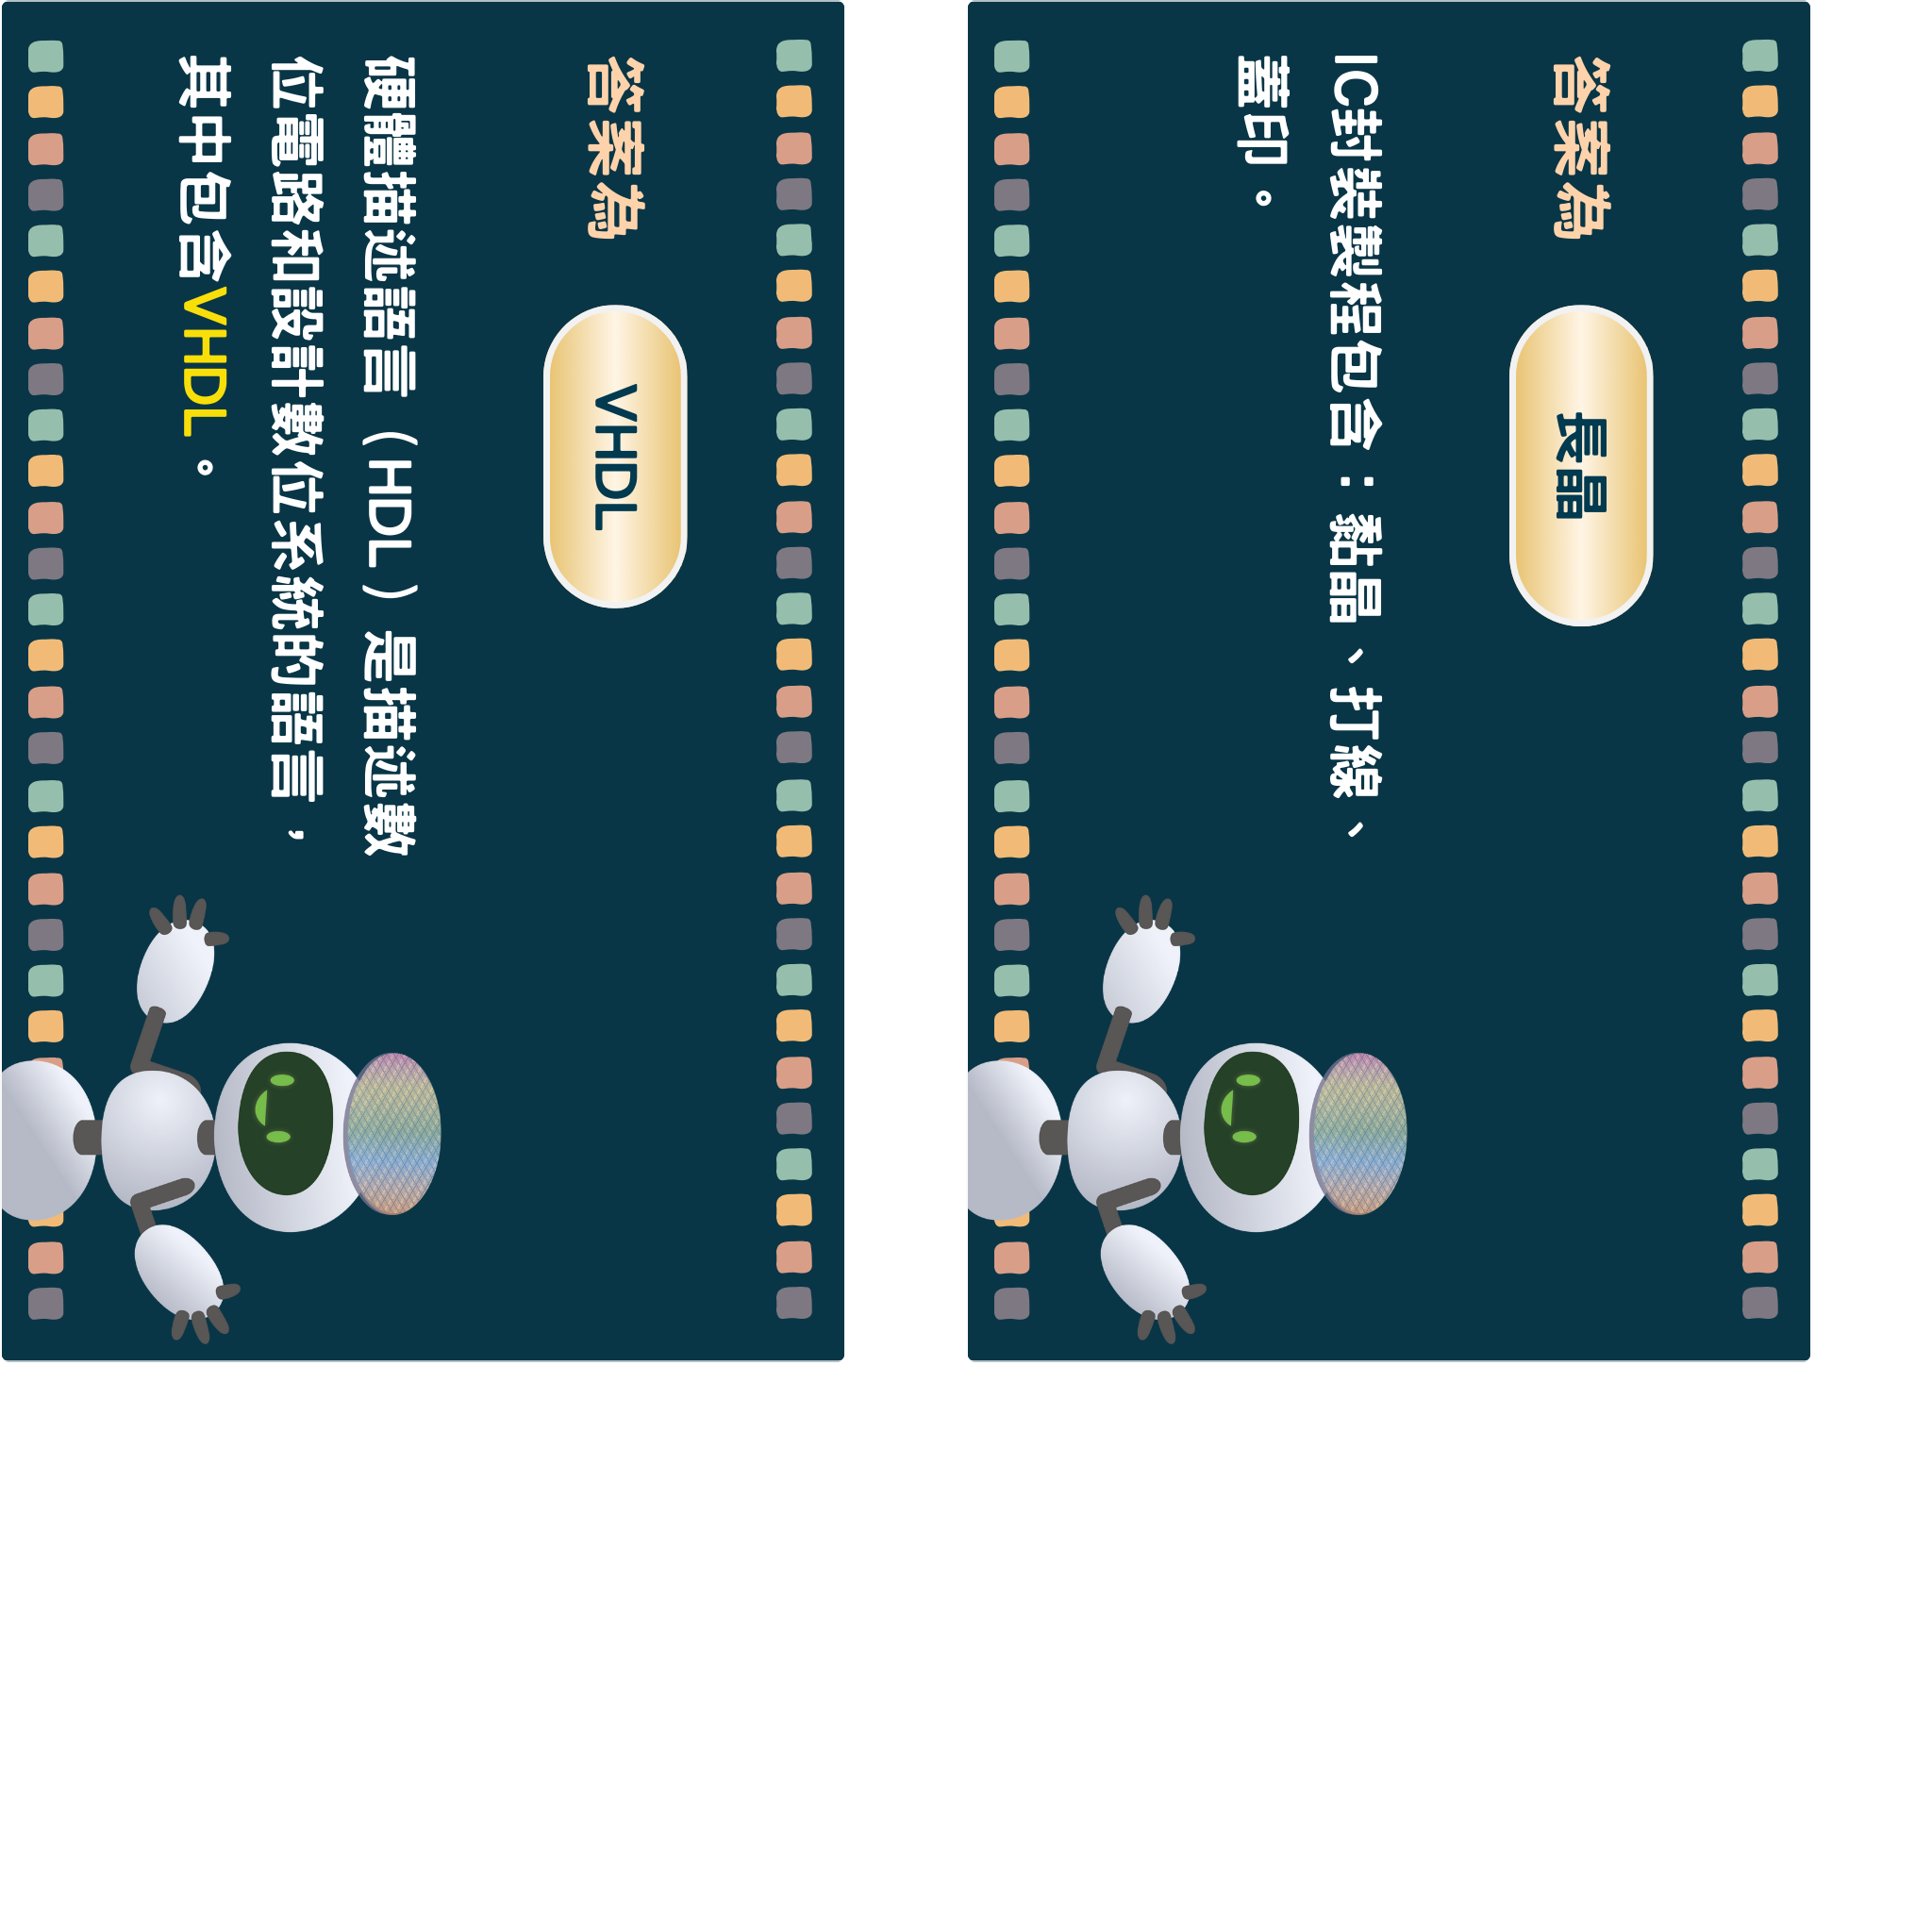 答案為 VHDL
硬體描述語言（HDL）是描述數
位電路和設計數位系統的語言，
其中包含VHDL。
答案為 長晶
IC封裝製程包含：黏晶、打線、
蓋印。